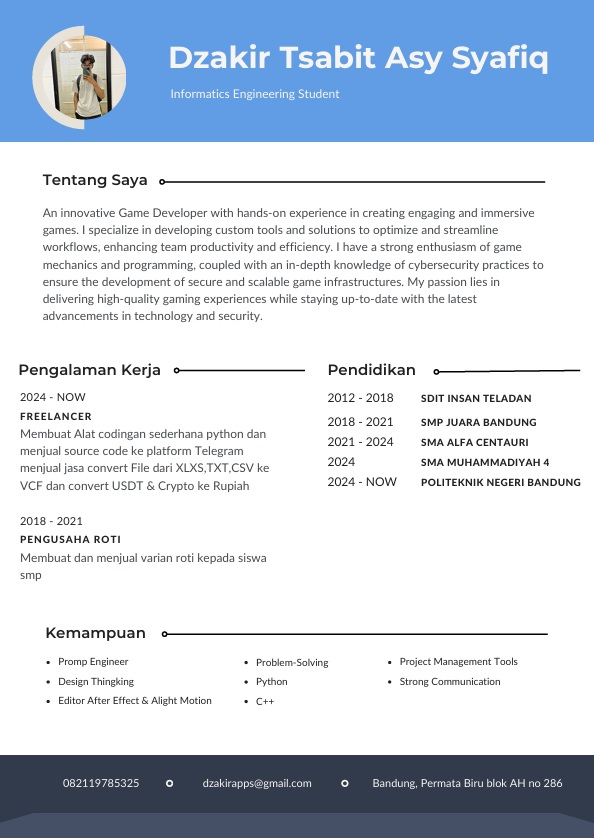 Dzakir Tsabit Asy Syafiq
Informatics Engineering Student
Tentang Saya
An innovative Game Developer with hands-on experience in creating engaging and immersive
games. I specialize in developing custom tools and solutions to optimize and streamline
workflows, enhancing team productivity and efficiency. I have a strong enthusiasm of game
mechanics and programming, coupled with an in-depth knowledge of cybersecurity practices to
ensure the development of secure and scalable game infrastructures. My passion lies in
delivering high-quality gaming experiences while staying up-to-date with the latest
advancements in technology and security.
Pengalaman Kerja
2024 - NOW
FREELANCER
Membuat Alat codingan sederhana python dan
menjual source code ke platform Telegram
menjual jasa convert File dari XLXS,TXT,CSV ke
VCF dan convert USDT & Crypto ke Rupiah
2018 - 2021
PENGUSAHA ROTI
Membuat dan menjual varian roti kepada siswa
smp
Pendidikan
2012 - 2018 SDIT INSAN TELADAN
2018 - 2021 SMP JUARA BANDUNG
2021 - 2024 SMA ALFA CENTAURI
2024 SMA MUHAMMADIYAH 4
2024 - NOW POLITEKNIK NEGERI BANDUNG
Kemampuan
• Promp Engineer
• Design Thingking
• Editor After Effect & Alight Motion
• Problem-Solving
• Python
• C++
• Project Management Tools
• Strong Communication
082119785325 dzakirapps@gmail.com Bandung, Permata Biru blok AH no 286